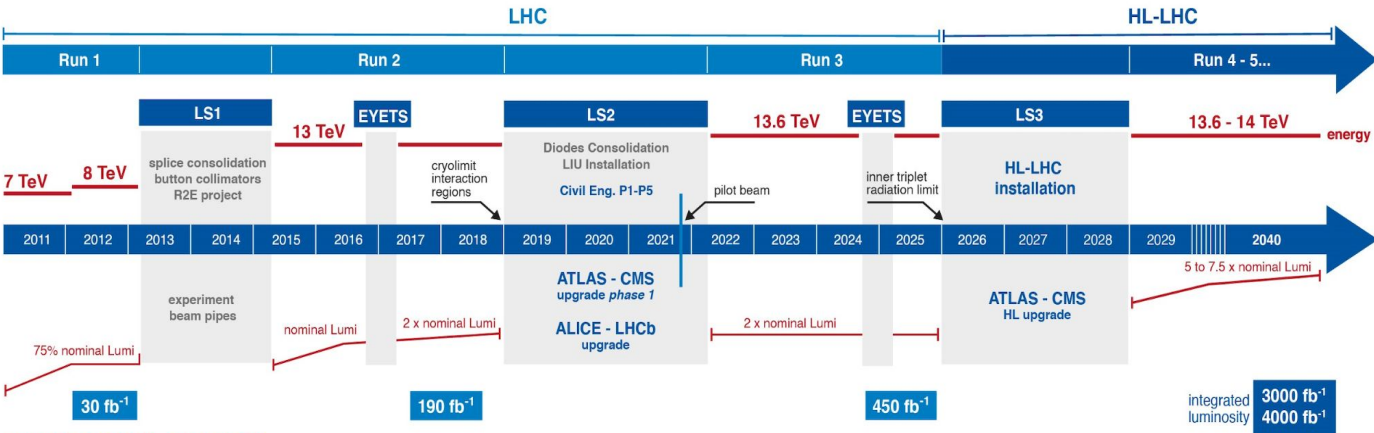 LHC
HL-LHC
Run 1
Run 2
Run 3
Run 4 - 5...
LS1
EYETS
LS2
EYETS
LS3
7 TeV
8 TeV
13 TeV
13.6 TeV
13.6 - 14 TeV
energy
splice consolidation
button collimators
R2E project
cryolimit
interaction
regions
Diodes Consolidation
LIU Installation
Civil Eng. P1-P5
pilot beam
inner triplet
radiation limit
HL-LHC
installation
2011
2012
2013
2014
2015
2016
2017
2018
2019
2020
2021
2022
2023
2024
2025
2026
2027
2028
2029
2040
experiment
beam pipes
ATLAS - CMS
upgrade phase 1
ALICE - LHCb
upgrade
ATLAS - CMS
HL upgrade
75% nominal Lumi
nominal Lumi
2 x nominal Lumi
2 x nominal Lumi
5 to 7.5 x nominal Lumi
30 fb⁻¹
190 fb⁻¹
450 fb⁻¹
integrated
luminosity
3000 fb⁻¹
4000 fb⁻¹